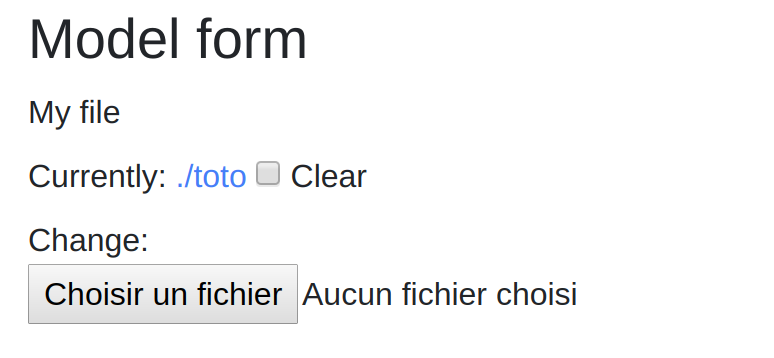 Model form
My file
Currently: ./toto Clear
Change:
Choisir un fichier Aucun fichier choisi